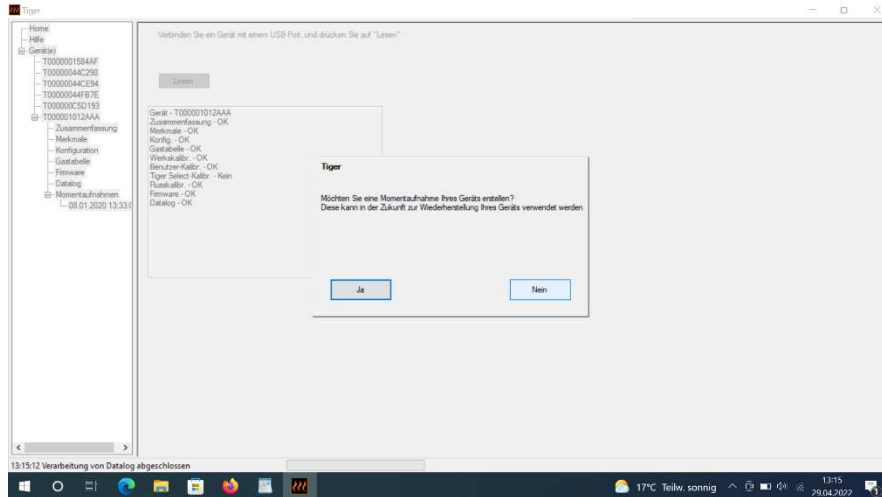 Tiger
Home
Hilfe
Gerät(e)
T0000001584AF
T00000044C290
T00000044CE94
T00000044FB7E
T000000C5D193
T000001012AAA
Zusammenfassung
Merkmale
Konfiguration
Gastabelle
Firmware
Datalog
Momentaufnahmen
08.01.2020 13:33:
Verbinden Sie ein Gerät mit einem USB-Port, und drücken Sie auf "Lesen"
Lesen
Gerät - T000001012AAA
Zusammenfassung - OK
Merkmale - OK
Konfig. - OK
Gastabelle - OK
Werkskalibr. - OK
Benutzer-Kalibr. - OK
Tiger Select-Kalibr. - Kein
Flusskalibr. - OK
Firmware - OK
Datalog - OK
Tiger
Möchten Sie eine Momentaufnahme Ihres Geräts erstellen?
Diese kann in der Zukunft zur Wiederherstellung Ihres Geräts verwendet werden
Ja
Nein
13:15:12 Verarbeitung von Datalog abgeschlossen
17°C Teilw. sonnig
13:15
29.04.2022